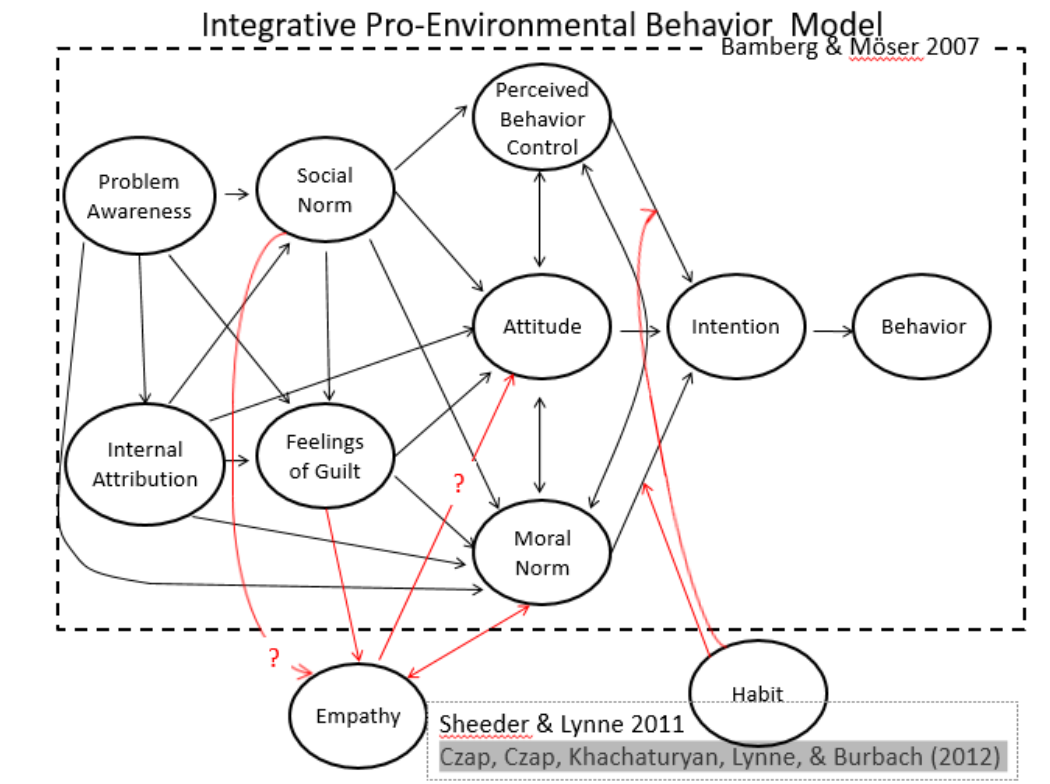 Integrative Pro-Environmental Behavior Model
Bamberg & Möser 2007
Perceived
Behavior
Control
Problem
Awareness
Social
Norm
Attitude
Intention
Behavior
Internal
Attribution
Feelings
of Guilt
?
Moral
Norm
?
Empathy
Habit
Sheeder & Lynne 2011
Czap, Czap, Khachaturyan, Lynne, & Burbach (2012)